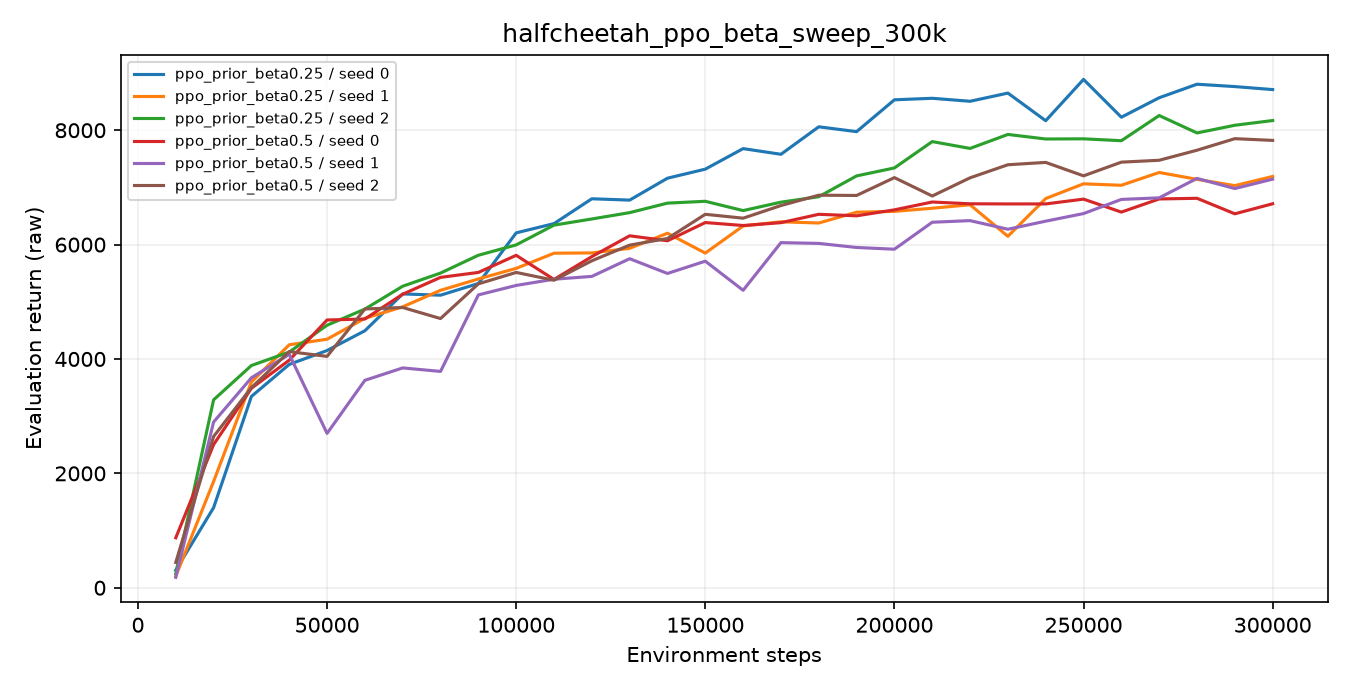 halfcheetah_ppo_beta_sweep_300k
ppo_prior_beta0.25 / seed 0
ppo_prior_beta0.25 / seed 1
ppo_prior_beta0.25 / seed 2
ppo_prior_beta0.5 / seed 0
ppo_prior_beta0.5 / seed 1
ppo_prior_beta0.5 / seed 2
Evaluation return (raw)
8000
6000
4000
2000
0
0 50000 100000 150000 200000 250000 300000
Environment steps